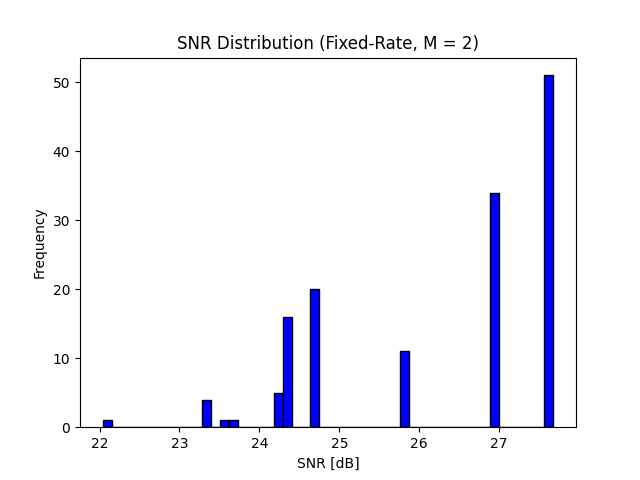 SNR Distribution (Fixed-Rate, M = 2)
50
40
30
20
10
0
Frequency
22 23 24 25 26 27
SNR [dB]